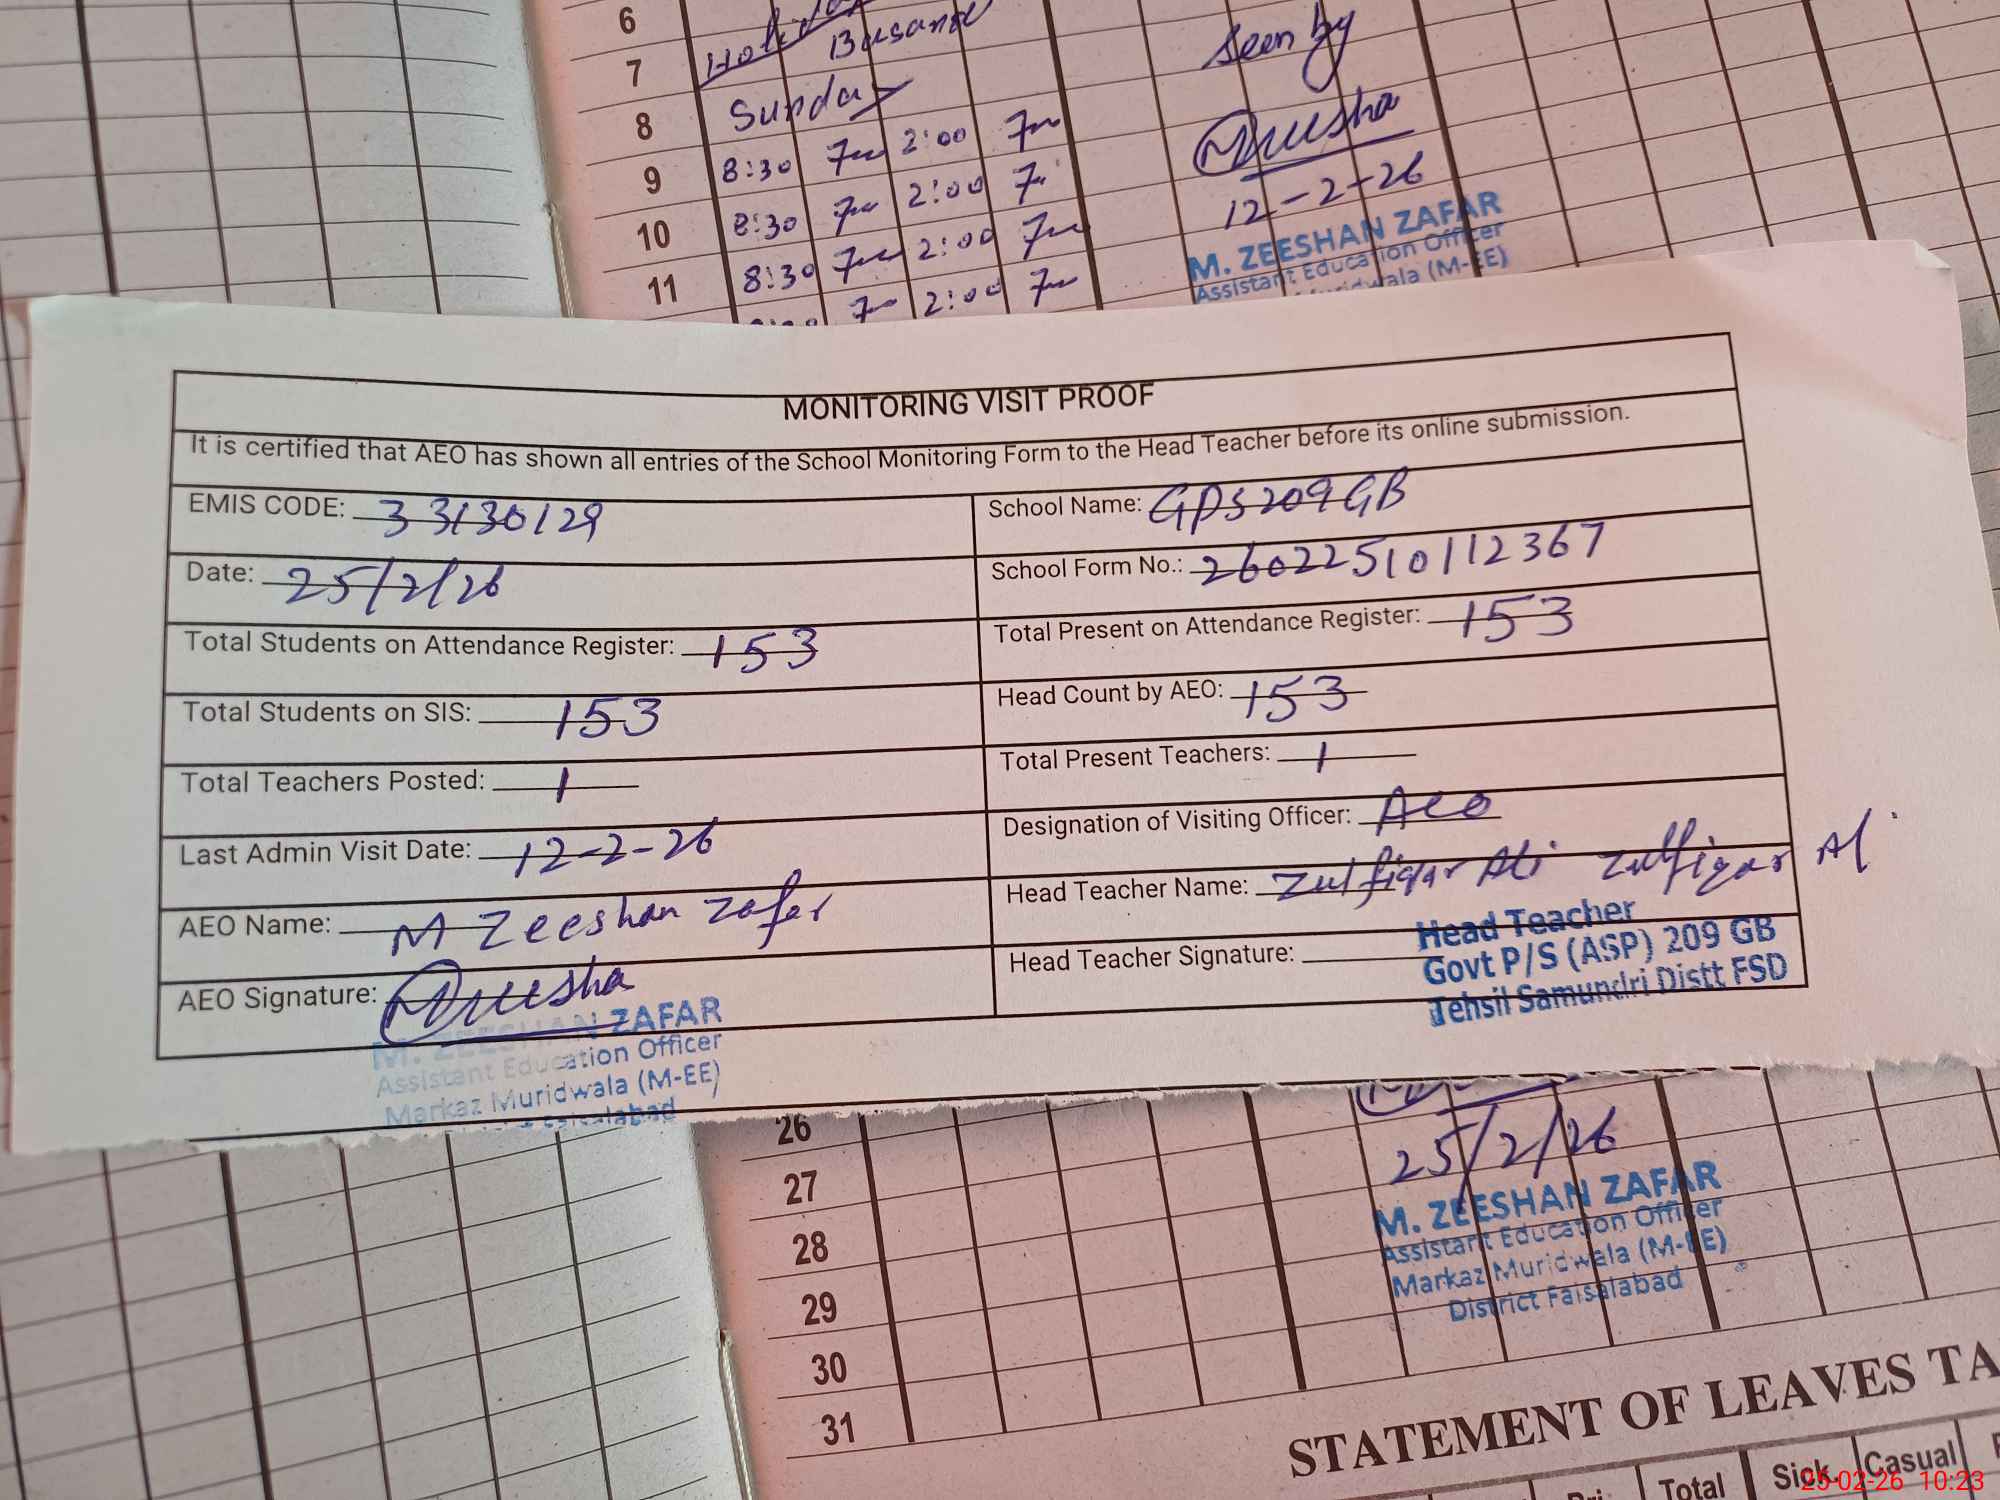 6
7 Holiday Basant
8 Sunday
9 8:30 2:00
10 8:30 2:00
11 8:30 2:00
2:00
Seen by
12-2-26
M. ZEESHAN ZAFAR
Assistant Education Officer
Muridwala (M-EE)
MONITORING VISIT PROOF
It is certified that AEO has shown all entries of the School Monitoring Form to the Head Teacher before its online submission.
EMIS CODE: 33130129
School Name: GPS 209 GB
Date: 25/2/26
School Form No.: 26022510112367
Total Students on Attendance Register: 153
Total Present on Attendance Register: 153
Total Students on SIS: 153
Head Count by AEO: 153
Total Teachers Posted: 1
Total Present Teachers: 1
Last Admin Visit Date: 12-2-26
Designation of Visiting Officer: AEO
AEO Name: M Zeeshan Zafar
Head Teacher Name: Zulfiqar Ali Zulfiqar Al
AEO Signature:
Head Teacher Signature:
M. ZEESHAN ZAFAR
Assistant Education Officer
Markaz Muridwala (M-EE)
Faisalabad
Head Teacher
Govt P/S (ASP) 209 GB
Tehsil Samundri Distt FSD
26
27
28
29
30
31
25/2/26
M. ZEESHAN ZAFAR
Assistant Education Officer
Markaz Muridwala (M-EE)
District Faisalabad
STATEMENT OF LEAVES TA
Pri
Total
Sick
Casual
25-02-26 10:23